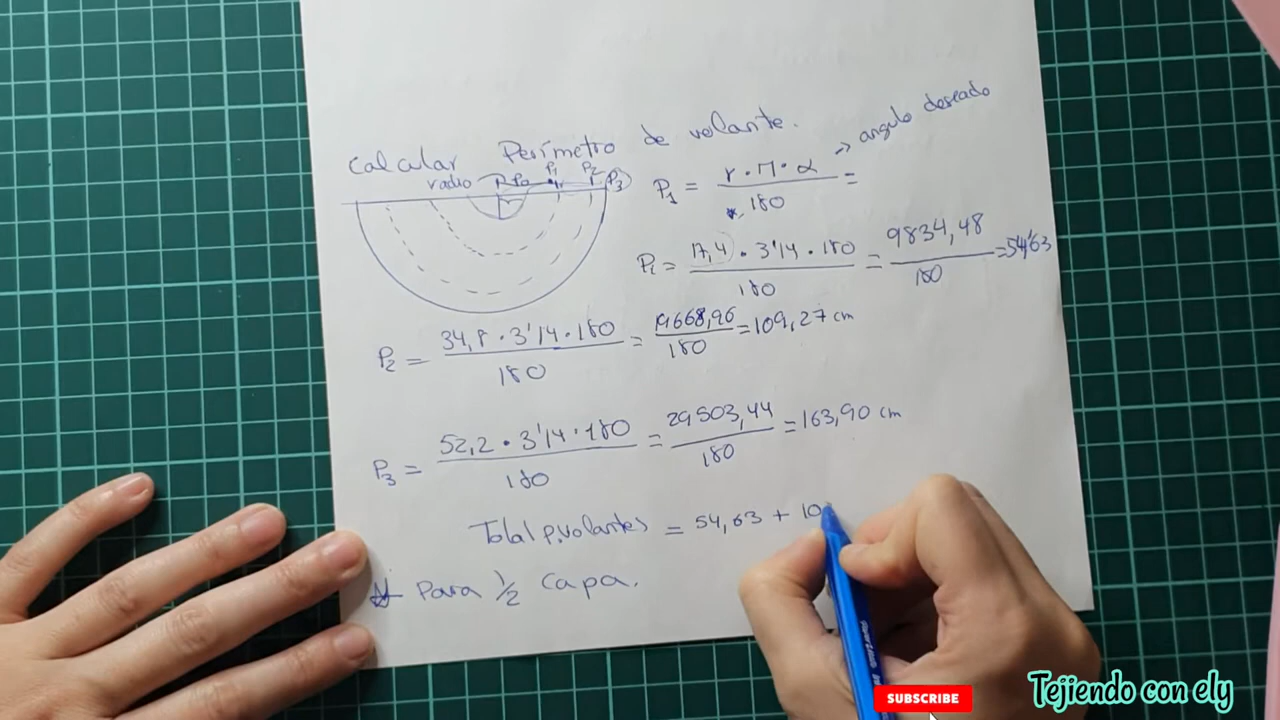 Calcular Perímetro de volante.
radio R P0 P1 P2 P3
P1 = r · π · α / 180 = → angulo deseado
P1 = 17,4 · 3'14 · 180 / 180 = 9834,48 / 180 = 54,63
P2 = 34,8 · 3'14 · 180 / 180 = 19668,96 / 180 = 109,27 cm
P3 = 52,2 · 3'14 · 180 / 180 = 29503,44 / 180 = 163,90 cm
Total P. volantes = 54,63 + 10
Para 1/2 Capa.
SUBSCRIBE
Tejiendo con ely